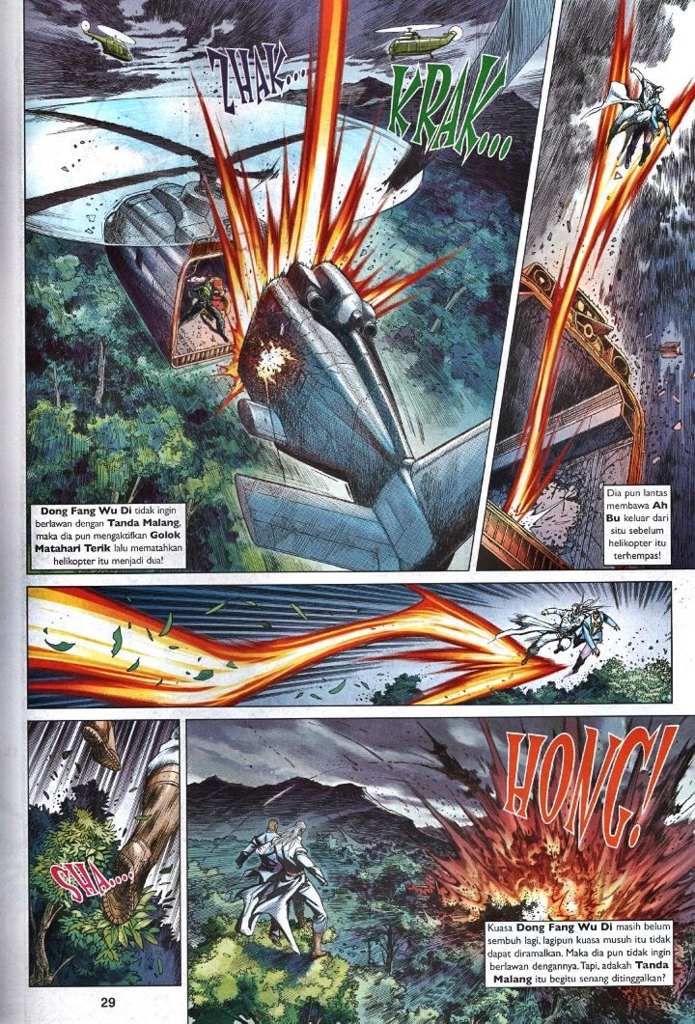 ZHAK...
KRAK...
Dong Fang Wu Di tidak ingin
berlawan dengan Tanda Malang,
maka dia pun mengaktifkan Golok
Matahari Terik lalu mematahkan
helikopter itu menjadi dua!
Dia pun lantas
membawa Ah
Bu keluar dari
situ sebelum
helikopter itu
terhempas!
SHA...
HONG!
Kuasa Dong Fang Wu Di masih belum
sembuh lagi, lagipun kuasa musuh itu tidak
dapat diramalkan. Maka dia pun tidak ingin
berlawan dengannya. Tapi, adakah Tanda
Malang itu begitu senang ditinggalkan?
29